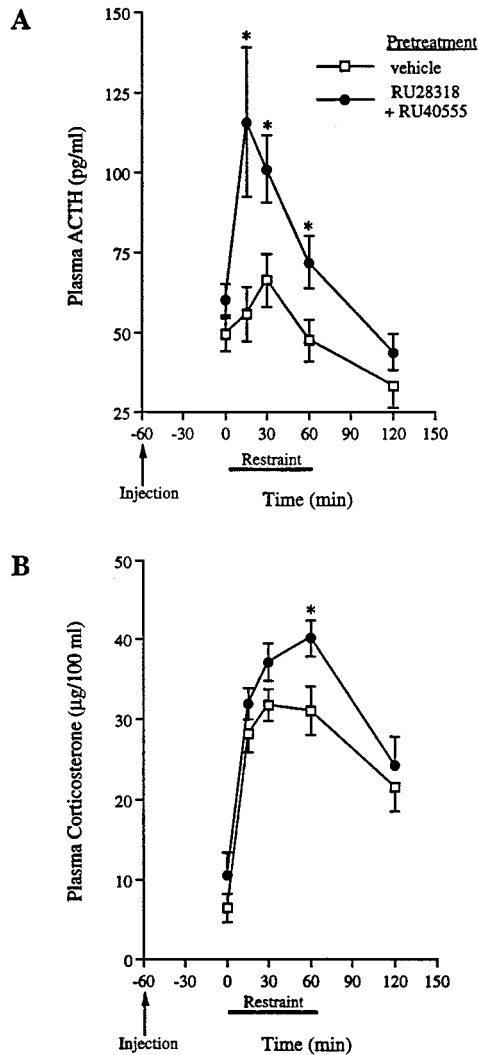 A
Plasma ACTH (pg/ml)
150
125
100
75
50
25
*
*
*
Pretreatment
vehicle
RU28318
+ RU40555
-60
-30
0
30
60
90
120
150
Restraint
Injection
Time (min)
B
Plasma Corticosterone (µg/100 ml)
50
40
30
20
10
0
*
-60
-30
0
30
60
90
120
150
Restraint
Injection
Time (min)